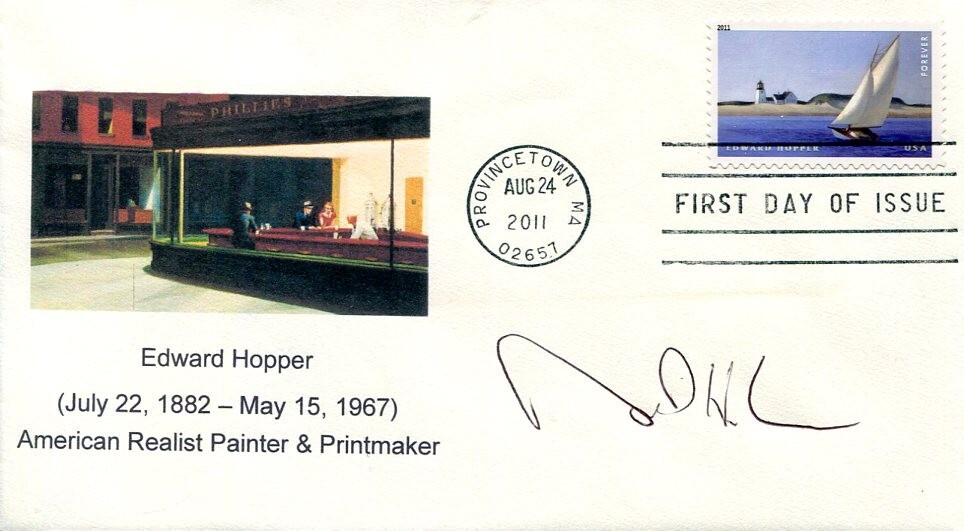 2011
FOREVER
EDWARD HOPPER
USA
PHILLIES
PROVINCETOWN MA
AUG 24
2011
02657
FIRST DAY OF ISSUE
Edward Hopper
(July 22, 1882 – May 15, 1967)
American Realist Painter & Printmaker